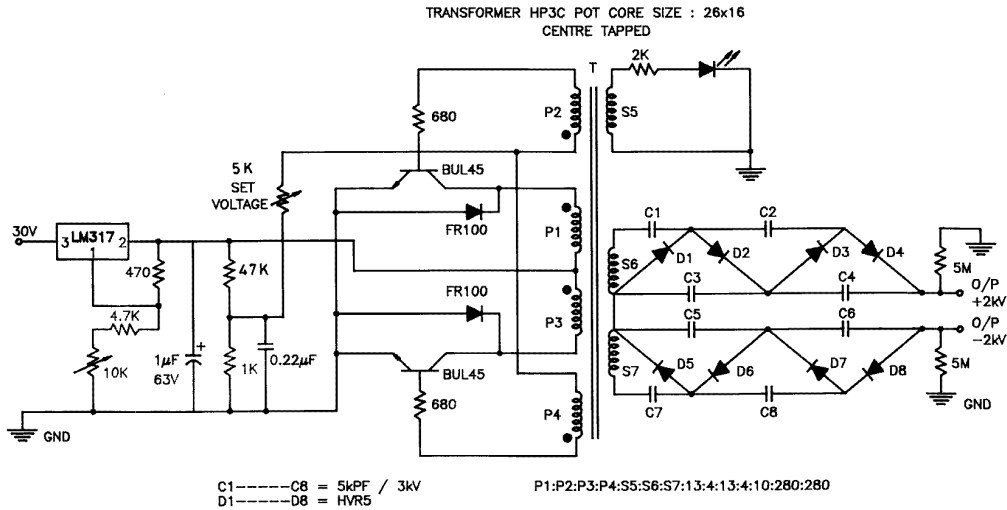 TRANSFORMER HP3C POT CORE SIZE : 26x16
CENTRE TAPPED
T
2K
P2
S5
680
BUL45
5K
SET
VOLTAGE
FR100
P1
C1
C2
30V
3
LM317
2
1
470
47K
S6
D1
D2
D3
D4
5M
C3
C4
O/P
+2kV
FR100
P3
4.7K
C5
C6
O/P
-2kV
10K
1µF
63V
+
1K
0.22µF
BUL45
S7
D5
D6
D7
D8
5M
680
C7
C8
GND
P4
GND
C1-----C8 = 5kPF / 3kV
D1-----D8 = HVR5
P1:P2:P3:P4:S5:S6:S7:13:4:13:4:10:280:280